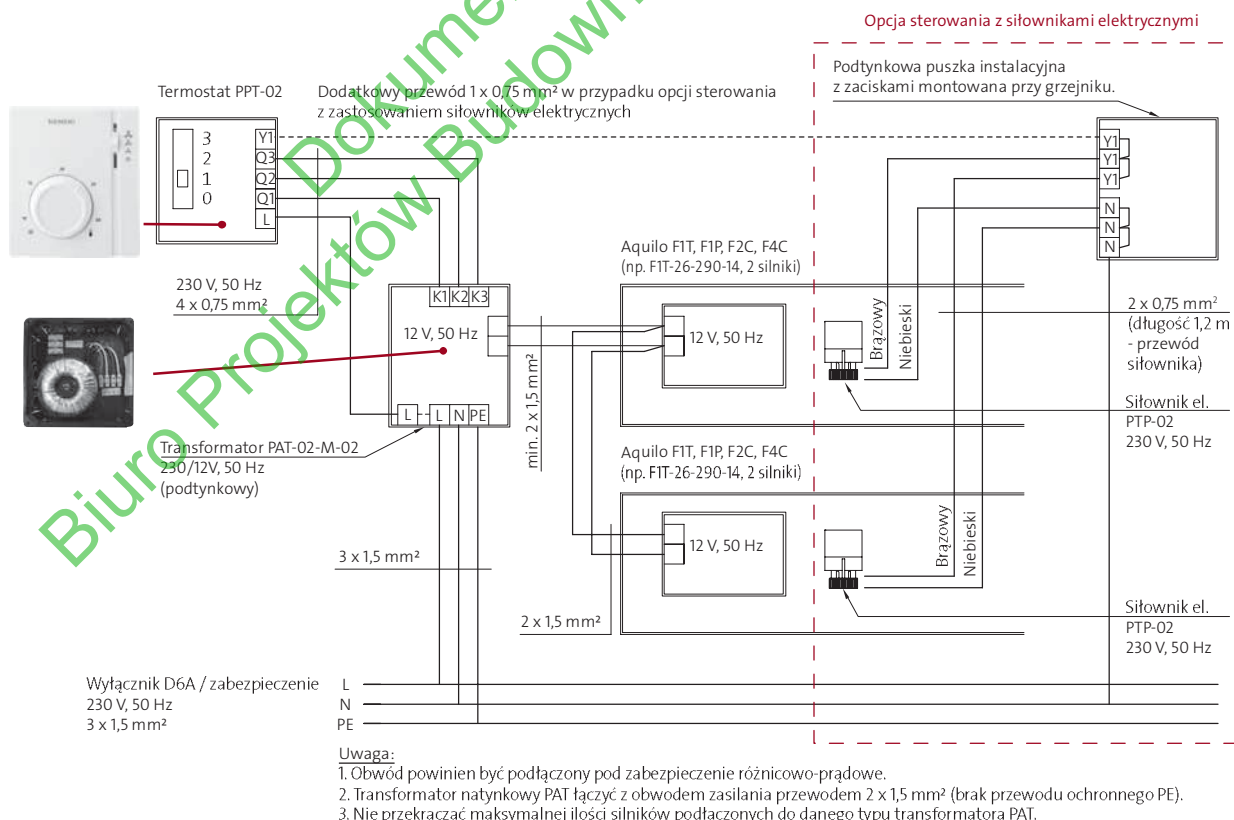 Opcja sterowania z siłownikami elektrycznymi
Podtynkowa puszka instalacyjna
z zaciskami montowana przy grzejniku.
Termostat PPT-02
Dodatkowy przewód 1 x 0,75 mm² w przypadku opcji sterowania
z zastosowaniem siłowników elektrycznych
SIEMENS
3
2
1
0
Y1
Q3
Q2
Q1
L
Y1
Y1
Y1
N
N
N
230 V, 50 Hz
4 x 0,75 mm²
K1 K2 K3
12 V, 50 Hz
L L N PE
min. 2 x 1,5 mm²
Transformator PAT-02-M-02
230/12V, 50 Hz
(podtynkowy)
Aquilo F1T, F1P, F2C, F4C
(np. F1T-26-290-14, 2 silniki)
12 V, 50 Hz
Brązowy
Niebieski
2 x 0,75 mm²
(długość 1,2 m
- przewód
siłownika)
Siłownik el.
PTP-02
230 V, 50 Hz
Aquilo F1T, F1P, F2C, F4C
(np. F1T-26-290-14, 2 silniki)
12 V, 50 Hz
Brązowy
Niebieski
3 x 1,5 mm²
2 x 1,5 mm²
Siłownik el.
PTP-02
230 V, 50 Hz
Wyłącznik D6A / zabezpieczenie
230 V, 50 Hz
3 x 1,5 mm²
L
N
PE
Uwaga:
1. Obwód powinien być podłączony pod zabezpieczenie różnicowo-prądowe.
2. Transformator natynkowy PAT łączyć z obwodem zasilania przewodem 2 x 1,5 mm² (brak przewodu ochronnego PE).
3. Nie przekraczać maksymalnej ilości silników podłączonych do danego typu transformatora PAT.
Biuro Projektów Budown
Dokume